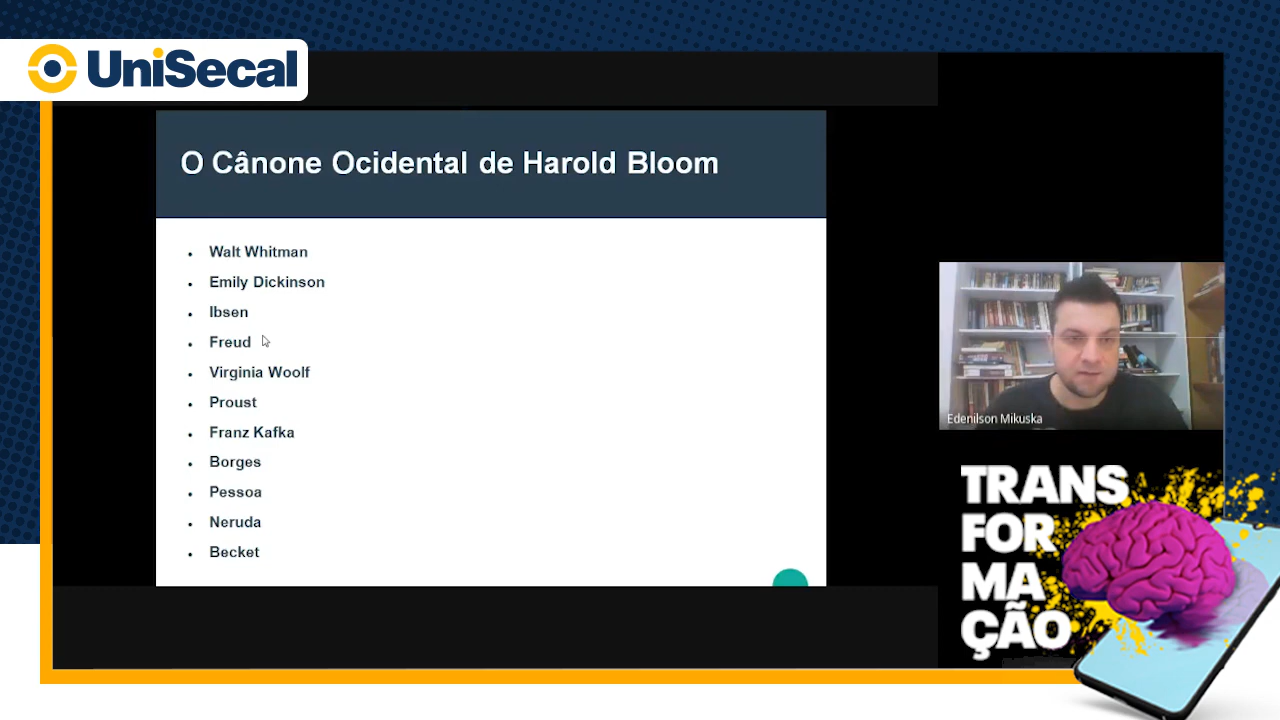 UniSecal
O Cânone Ocidental de Harold Bloom
Walt Whitman
Emily Dickinson
Ibsen
Freud
Virginia Woolf
Proust
Franz Kafka
Borges
Pessoa
Neruda
Becket
Edenilson Mikuska
TRANS
FOR
MA
ÇÃO